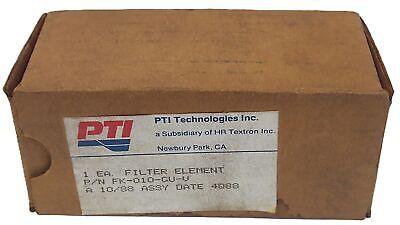 PTI
PTI Technologies Inc.
a Subsidiary of HR Textron Inc.
Newbury Park, CA
1 EA. FILTER ELEMENT
P/N FK-010-GU-V
A 10/88 ASSY DATE 4088